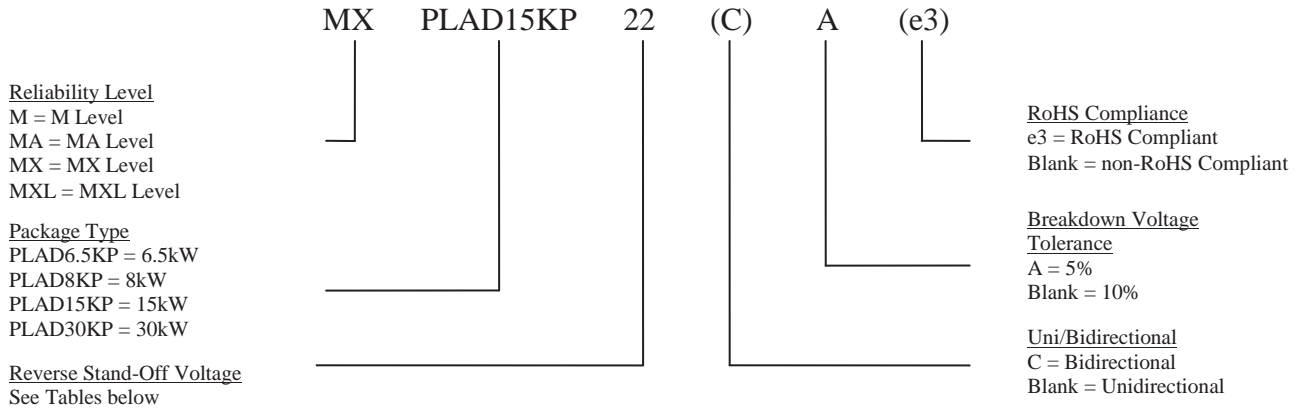 MX PLAD15KP 22 (C) A (e3)
Reliability Level
M = M Level
MA = MA Level
MX = MX Level
MXL = MXL Level
Package Type
PLAD6.5KP = 6.5kW
PLAD8KP = 8kW
PLAD15KP = 15kW
PLAD30KP = 30kW
Reverse Stand-Off Voltage
See Tables below
RoHS Compliance
e3 = RoHS Compliant
Blank = non-RoHS Compliant
Breakdown Voltage
Tolerance
A = 5%
Blank = 10%
Uni/Bidirectional
C = Bidirectional
Blank = Unidirectional